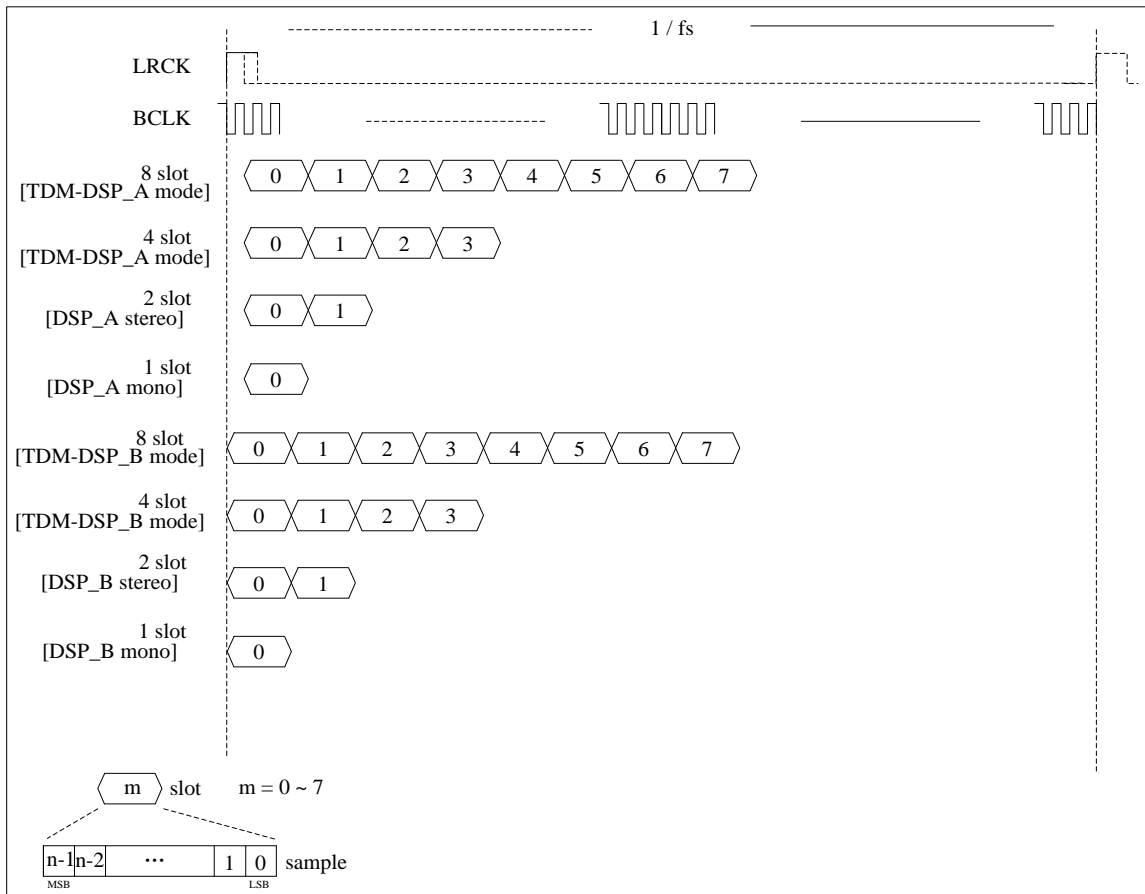 1 / fs
LRCK
BCLK
8 slot
[TDM-DSP_A mode]
0 1 2 3 4 5 6 7
4 slot
[TDM-DSP_A mode]
0 1 2 3
2 slot
[DSP_A stereo]
0 1
1 slot
[DSP_A mono]
0
8 slot
[TDM-DSP_B mode]
0 1 2 3 4 5 6 7
4 slot
[TDM-DSP_B mode]
0 1 2 3
2 slot
[DSP_B stereo]
0 1
1 slot
[DSP_B mono]
0
m slot m = 0 ~ 7
n-1 n-2 ... 1 0 sample
MSB LSB